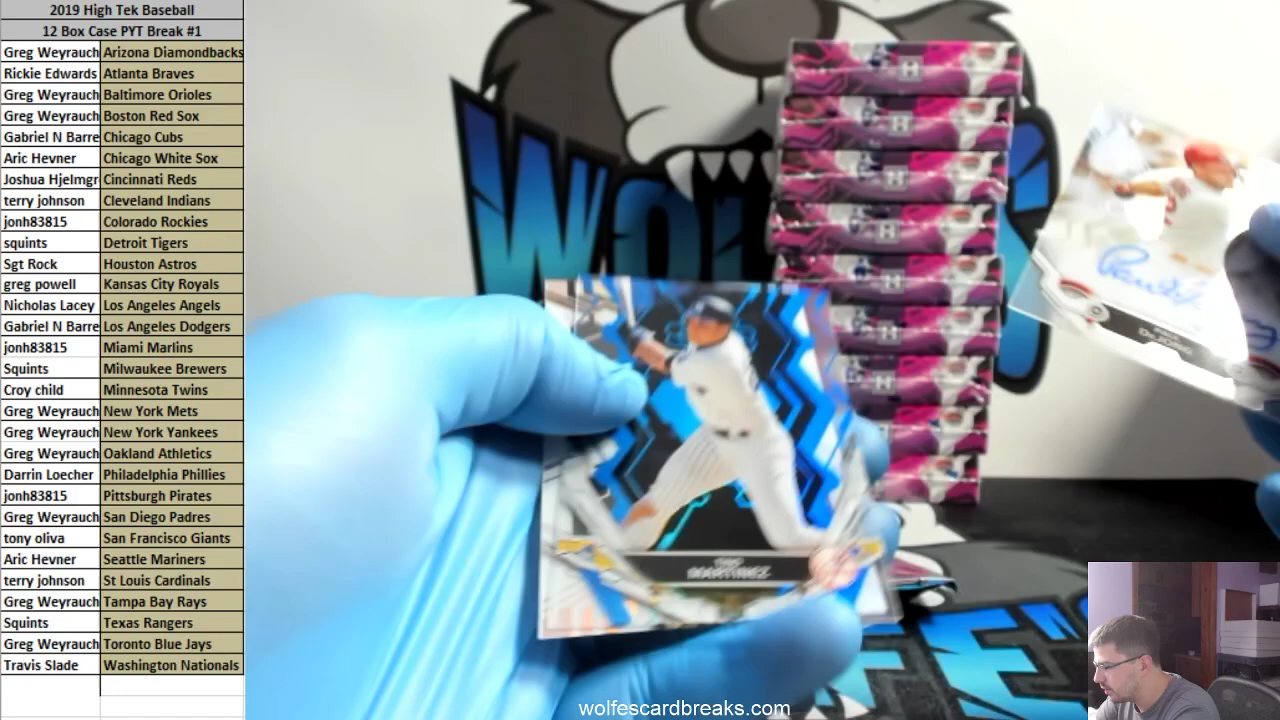 2019 High Tek Baseball
12 Box Case PYT Break #1
Greg Weyrauch Arizona Diamondbacks
Rickie Edwards Atlanta Braves
Greg Weyrauch Baltimore Orioles
Greg Weyrauch Boston Red Sox
Gabriel N Barre Chicago Cubs
Aric Hevner Chicago White Sox
Joshua Hjelmgr Cincinnati Reds
terry johnson Cleveland Indians
jonh83815 Colorado Rockies
squints Detroit Tigers
Sgt Rock Houston Astros
greg powell Kansas City Royals
Nicholas Lacey Los Angeles Angels
Gabriel N Barre Los Angeles Dodgers
jonh83815 Miami Marlins
Squints Milwaukee Brewers
Croy child Minnesota Twins
Greg Weyrauch New York Mets
Greg Weyrauch New York Yankees
Greg Weyrauch Oakland Athletics
Darrin Loecher Philadelphia Phillies
jonh83815 Pittsburgh Pirates
Greg Weyrauch San Diego Padres
tony oliva San Francisco Giants
Aric Hevner Seattle Mariners
terry johnson St Louis Cardinals
Greg Weyrauch Tampa Bay Rays
Squints Texas Rangers
Greg Weyrauch Toronto Blue Jays
Travis Slade Washington Nationals
MARTINEZ
wolfescardbreaks.com